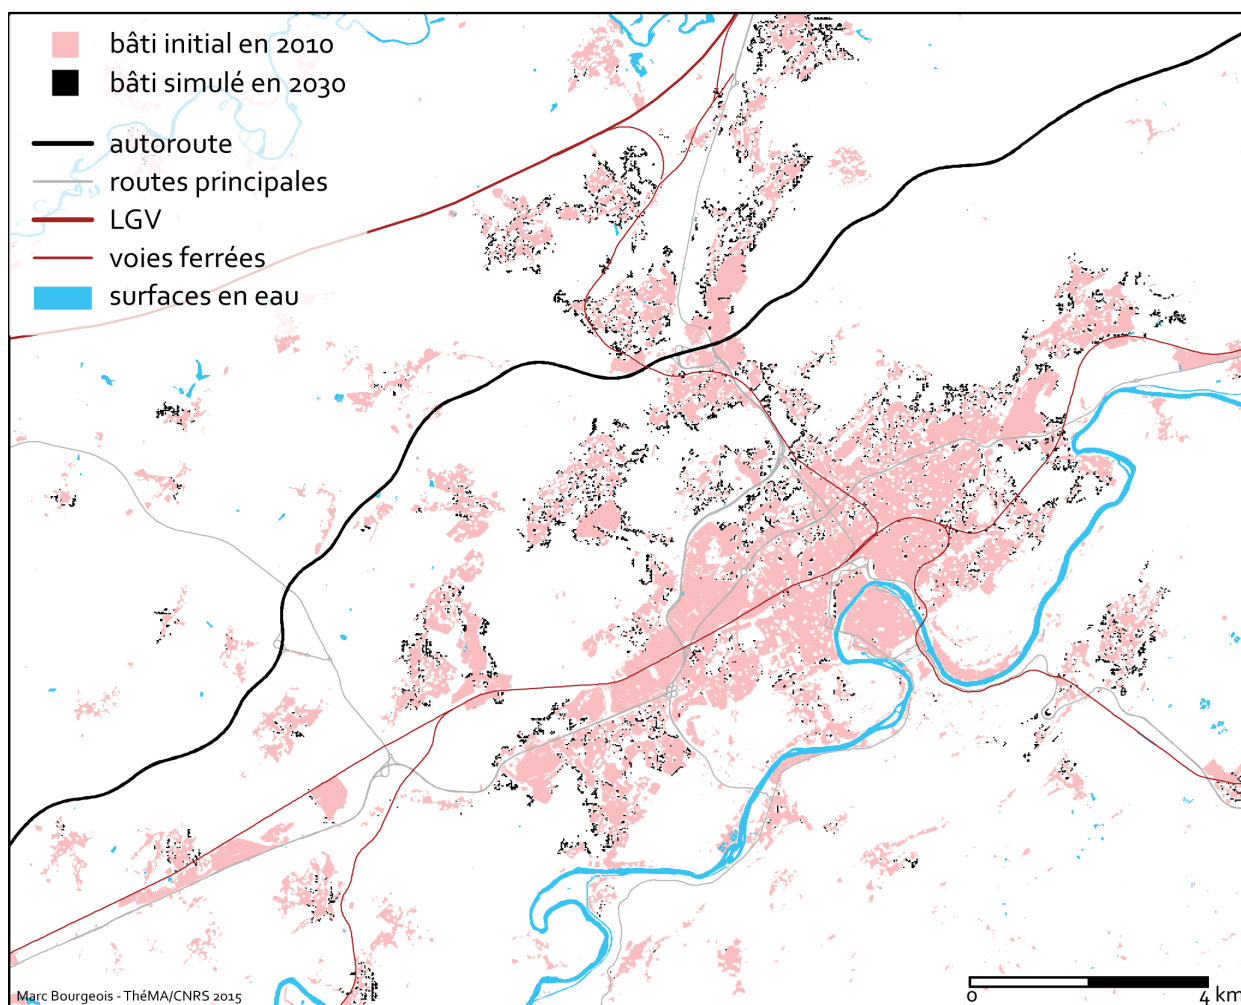 bâti initial en 2010
bâti simulé en 2030
autoroute
routes principales
LGV
voies ferrées
surfaces en eau
Marc Bourgeois - ThéMA/CNRS 2015
0 4 km